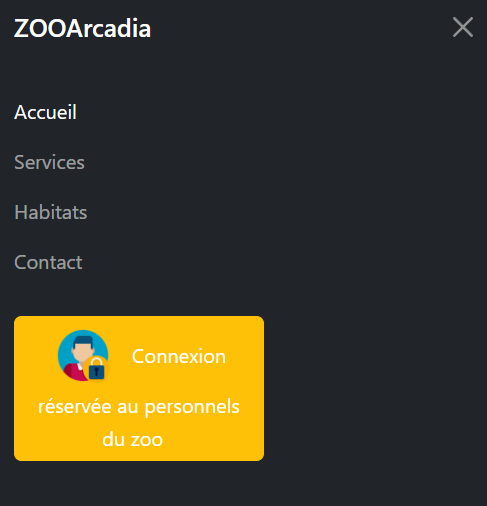 ZOOArcadia
Accueil
Services
Habitats
Contact
Connexion
réservée au personnels
du zoo